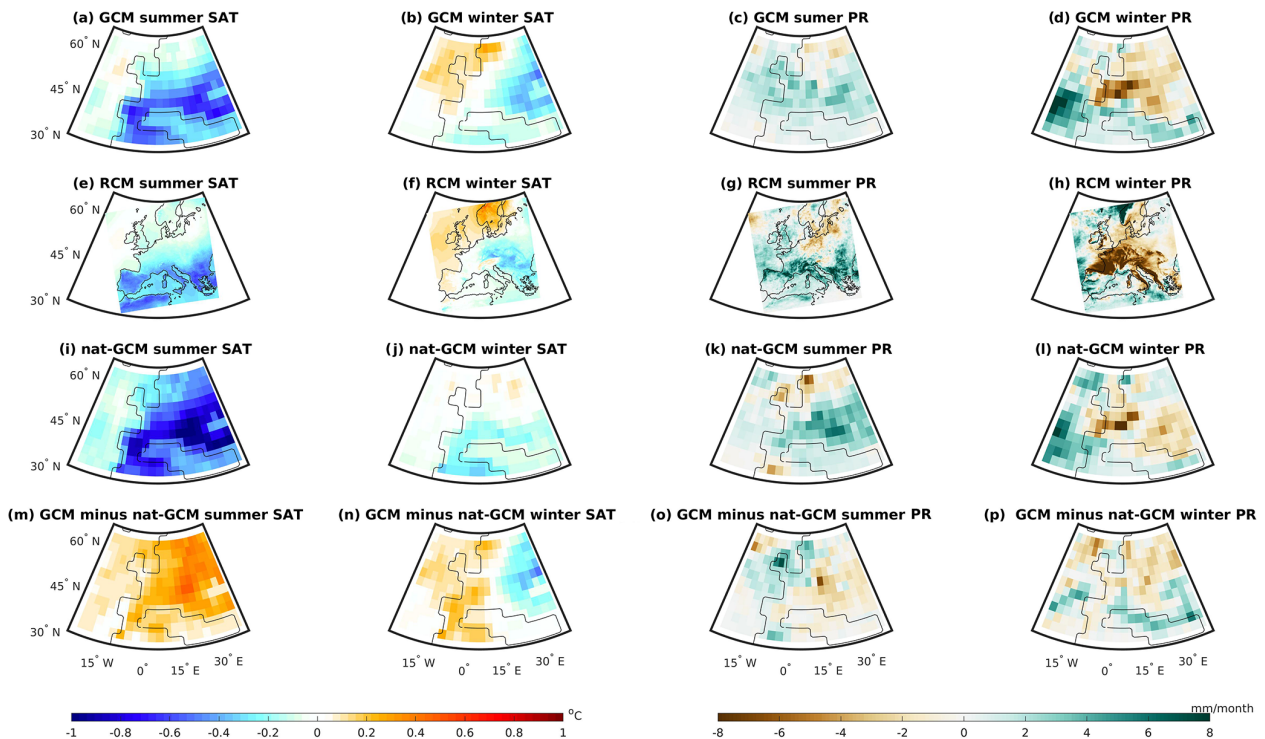 (a) GCM summer SAT
(b) GCM winter SAT
(c) GCM sumer PR
(d) GCM winter PR
60° N
45° N
30° N
(e) RCM summer SAT
(f) RCM winter SAT
(g) RCM summer PR
(h) RCM winter PR
60° N
45° N
30° N
(i) nat-GCM summer SAT
(j) nat-GCM winter SAT
(k) nat-GCM summer PR
(l) nat-GCM winter PR
60° N
45° N
30° N
(m) GCM minus nat-GCM summer SAT
(n) GCM minus nat-GCM winter SAT
(o) GCM minus nat-GCM summer PR
(p) GCM minus nat-GCM winter PR
60° N
45° N
30° N
15° W 0° 15° E 30° E
15° W 0° 15° E 30° E
15° W 0° 15° E 30° E
15° W 0° 15° E 30° E
°C
-1 -0.8 -0.6 -0.4 -0.2 0 0.2 0.4 0.6 0.8 1
mm/month
-8 -6 -4 -2 0 2 4 6 8